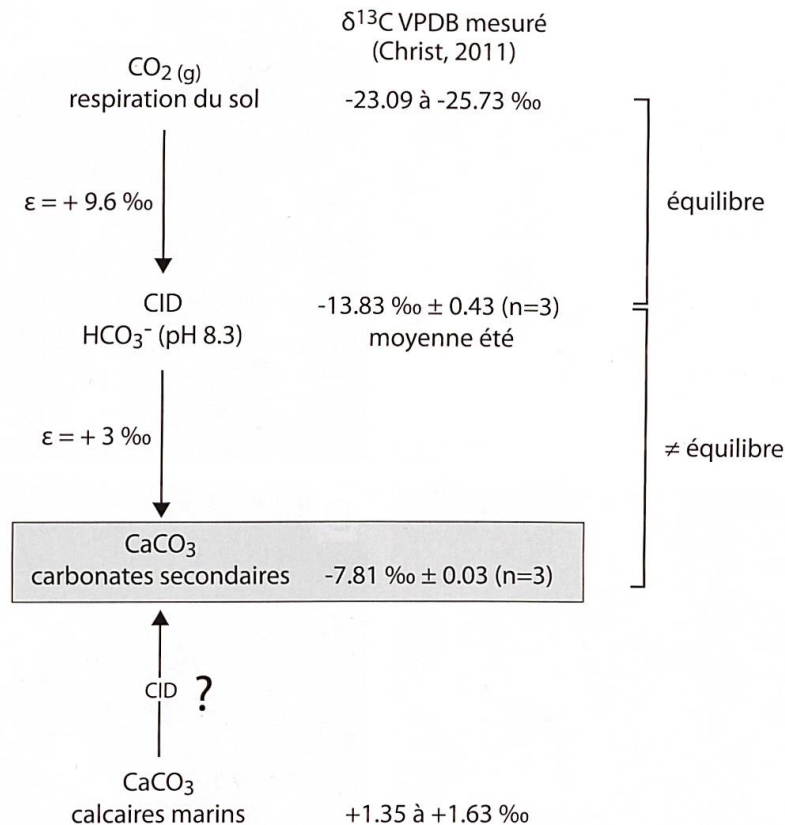 δ¹³C VPDB mesuré
(Christ, 2011)
CO₂ (g)
respiration du sol -23.09 à -25.73 ‰
ε = + 9.6 ‰
équilibre
CID -13.83 ‰ ± 0.43 (n=3)
HCO₃⁻ (pH 8.3) moyenne été
ε = + 3 ‰
≠ équilibre
CaCO₃
carbonates secondaires -7.81 ‰ ± 0.03 (n=3)
CID ?
CaCO₃
calcaires marins +1.35 à +1.63 ‰